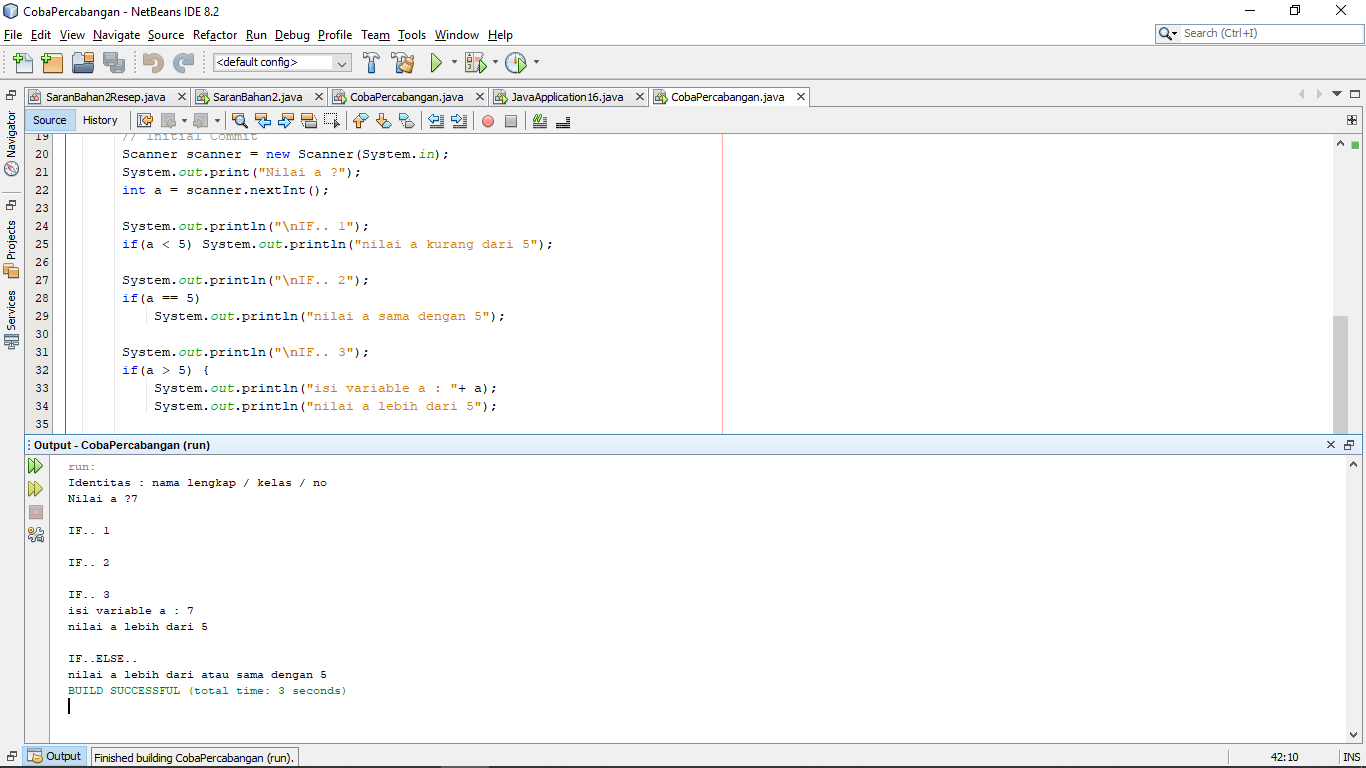 CobaPercabangan - NetBeans IDE 8.2
File Edit View Navigate Source Refactor Run Debug Profile Team Tools Window Help
Search (Ctrl+I)
<default config>
SaranBahan2Resep.java SaranBahan2.java CobaPercabangan.java JavaApplication16.java CobaPercabangan.java
Source History
Navigator
Projects
Services
19 // Initial Commit
20 Scanner scanner = new Scanner(System.in);
21 System.out.print("Nilai a ?");
22 int a = scanner.nextInt();
23
24 System.out.println("\nIF.. 1");
25 if(a < 5) System.out.println("nilai a kurang dari 5");
26
27 System.out.println("\nIF.. 2");
28 if(a == 5)
29 System.out.println("nilai a sama dengan 5");
30
31 System.out.println("\nIF.. 3");
32 if(a > 5) {
33 System.out.println("isi variable a : "+ a);
34 System.out.println("nilai a lebih dari 5");
35
Output - CobaPercabangan (run)
run:
Identitas : nama lengkap / kelas / no
Nilai a ?7
IF.. 1
IF.. 2
IF.. 3
isi variable a : 7
nilai a lebih dari 5
IF..ELSE..
nilai a lebih dari atau sama dengan 5
BUILD SUCCESSFUL (total time: 3 seconds)
Output
Finished building CobaPercabangan (run).
42:10 INS